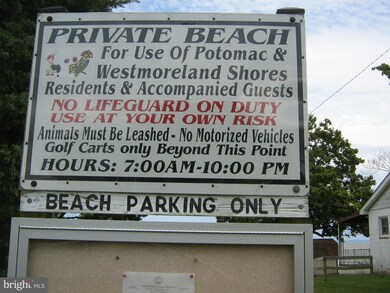 PRIVATE BEACH
For Use Of Potomac &
Westmoreland Shores
Residents & Accompanied Guests
NO LIFEGUARD ON DUTY
USE AT YOUR OWN RISK
Animals Must Be Leashed - No Motorized Vehicles
Golf Carts only Beyond This Point
HOURS: 7:00AM-10:00 PM
BEACH PARKING ONLY
bright MLS